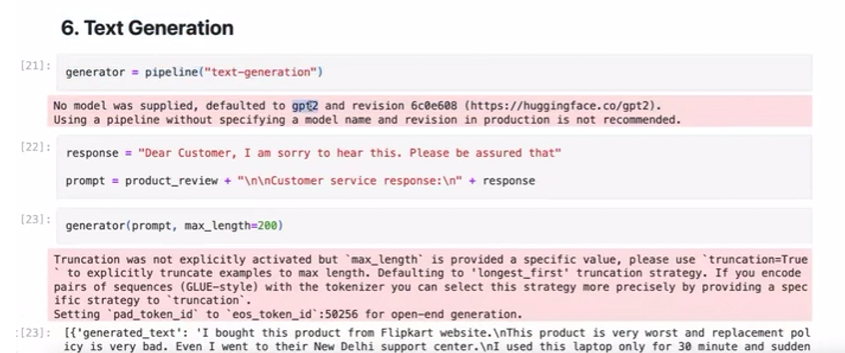 6. Text Generation
[21]: generator = pipeline("text-generation")
No model was supplied, defaulted to gpt2 and revision 6c0e608 (https://huggingface.co/gpt2).
Using a pipeline without specifying a model name and revision in production is not recommended.
[22]: response = "Dear Customer, I am sorry to hear this. Please be assured that"
prompt = product_review + "\n\nCustomer service response:\n" + response
[23]: generator(prompt, max_length=200)
Truncation was not explicitly activated but `max_length` is provided a specific value, please use `truncation=True
` to explicitly truncate examples to max length. Defaulting to 'longest_first' truncation strategy. If you encode
pairs of sequences (GLUE-style) with the tokenizer you can select this strategy more precisely by providing a spec
ific strategy to `truncation`.
Setting `pad_token_id` to `eos_token_id`:50256 for open-end generation.
:[23]: [{'generated_text': 'I bought this product from Flipkart website.\nThis product is very worst and replacement pol
icy is very bad. Even I went to their New Delhi support center.\nI used this laptop only for 30 minute and sudden